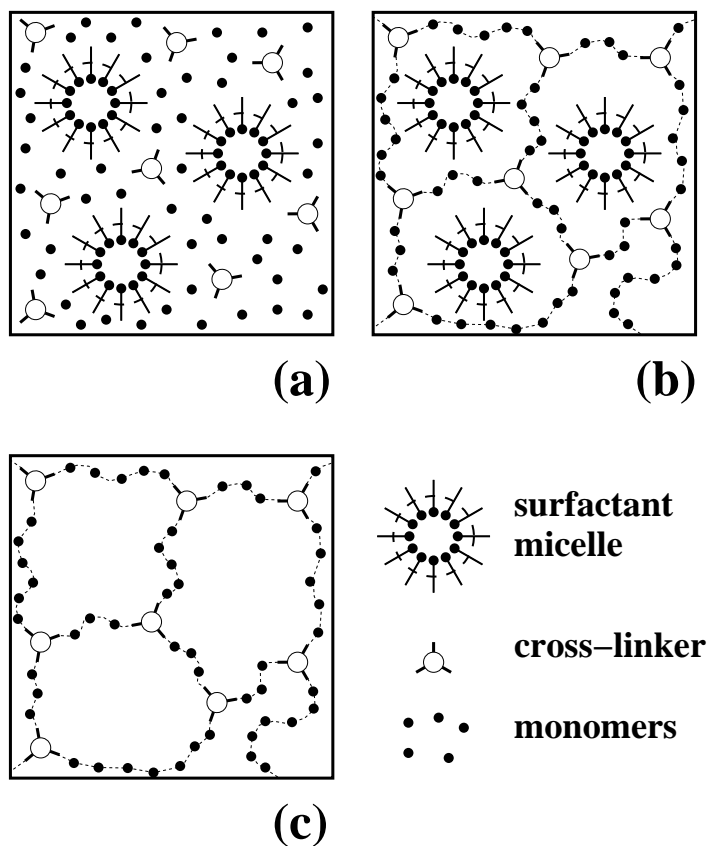 (a)
(b)
(c)
surfactant
micelle
cross−linker
monomers